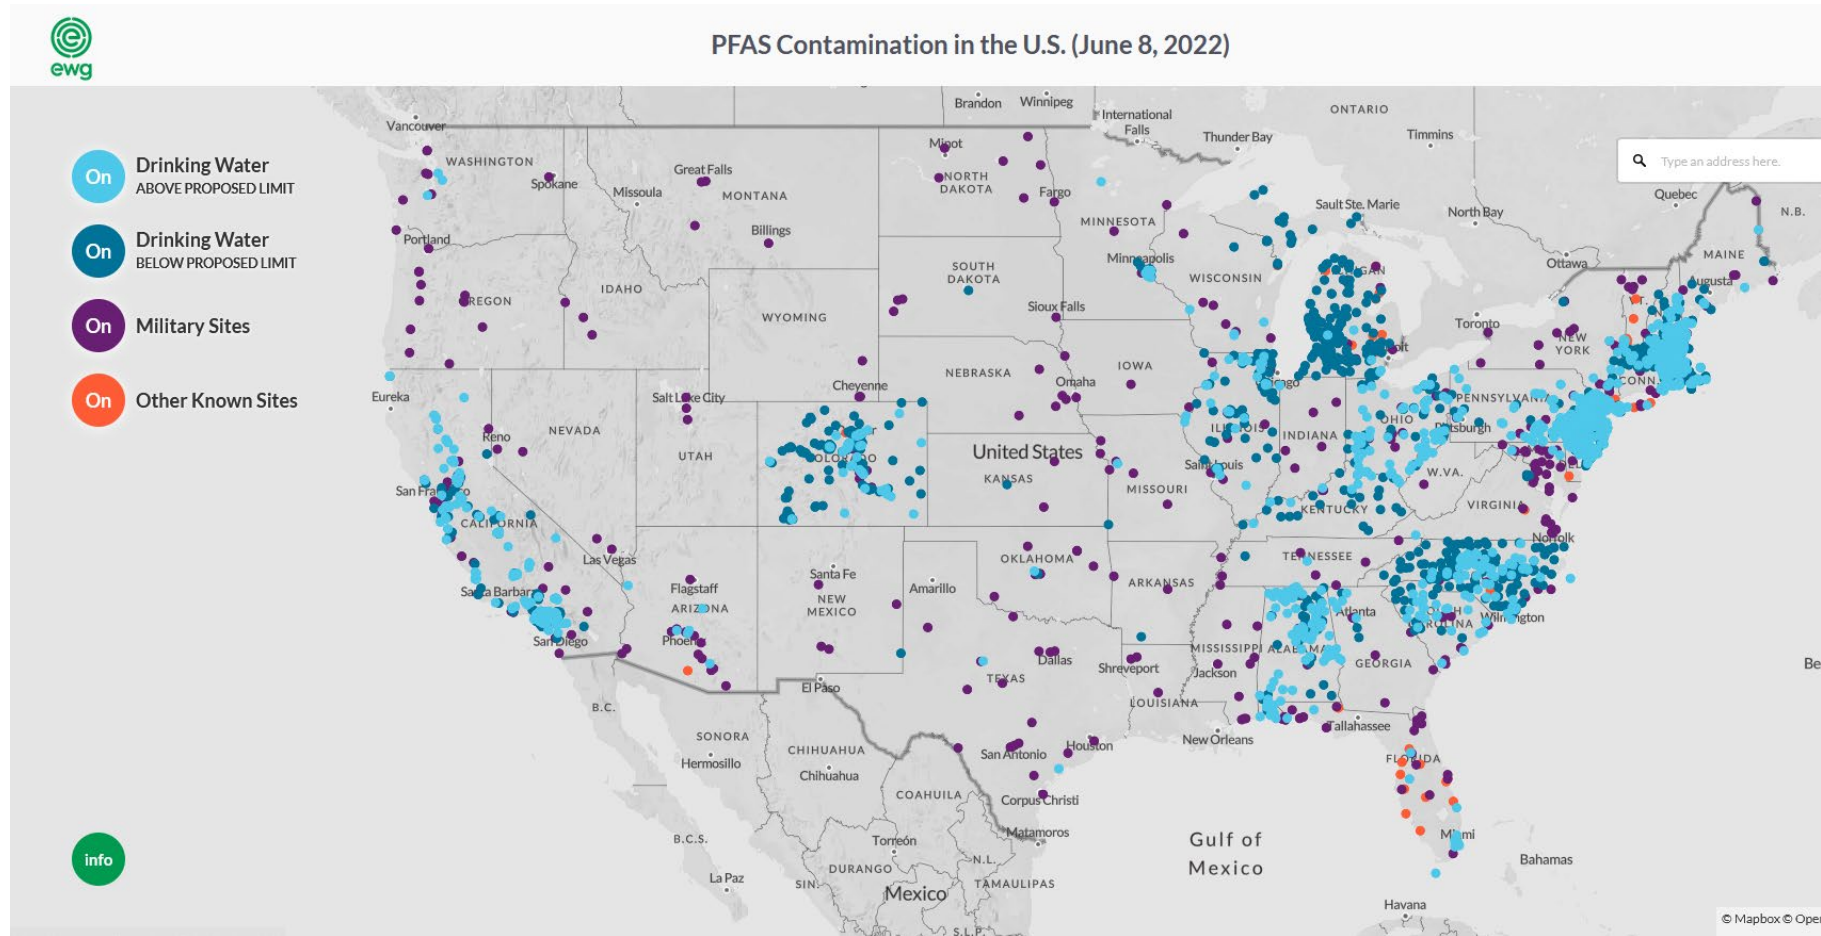 ewg
PFAS Contamination in the U.S. (June 8, 2022)
On
Drinking Water
ABOVE PROPOSED LIMIT
On
Drinking Water
BELOW PROPOSED LIMIT
On
Military Sites
On
Other Known Sites
info
Type an address here.
Brandon
Winnipeg
ONTARIO
International
Falls
Thunder Bay
Timmins
Vancouver
WASHINGTON
Spokane
Great Falls
Missoula
MONTANA
Minot
NORTH
DAKOTA
Fargo
MINNESOTA
Sault Ste. Marie
North Bay
Quebec
N.B.
Portland
Billings
Ottawa
MAINE
Augusta
Minneapolis
WISCONSIN
SOUTH
DAKOTA
IDAHO
WYOMING
Sioux Falls
Toronto
NEW
YORK
IOWA
NEBRASKA
Omaha
Cheyenne
Eureka
Salt Lake City
CONN.
PENNSYLVANIA
OHIO
Pittsburgh
Reno
NEVADA
UTAH
COLORADO
United States
KANSAS
ILLINOIS
INDIANA
Saint Louis
MISSOURI
W.VA.
VIRGINIA
KENTUCKY
Norfolk
San Francisco
CALIFORNIA
Las Vegas
OKLAHOMA
TENNESSEE
Santa Fe
Amarillo
ARKANSAS
Flagstaff
ARIZONA
NEW
MEXICO
Santa Barbara
Phoenix
San Diego
Atlanta
Wilmington
MISSISSIPPI
ALABAMA
GEORGIA
Dallas
Shreveport
Jackson
TEXAS
El Paso
B.C.
LOUISIANA
Tallahassee
New Orleans
SONORA
Hermosillo
CHIHUAHUA
Chihuahua
San Antonio
Houston
FLORIDA
COAHUILA
Corpus Christi
Matamoros
Miami
B.C.S.
Torreón
N.L.
DURANGO
TAMAULIPAS
SIN.
La Paz
Mexico
S.L.P.
Gulf of
Mexico
Bahamas
Havana
Be
© Mapbox © Oper